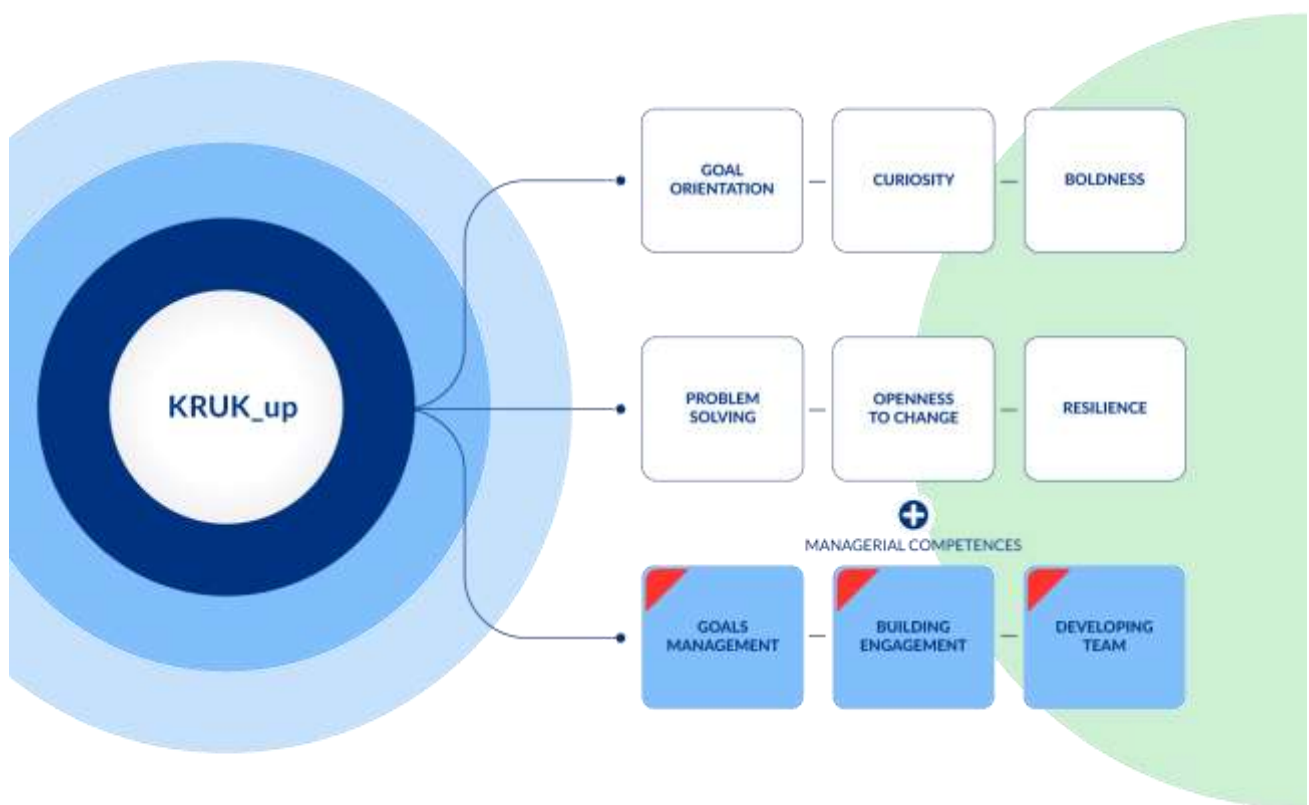 KRUK_up
GOAL
ORIENTATION
CURIOSITY
BOLDNESS
PROBLEM
SOLVING
OPENNESS
TO CHANGE
RESILIENCE
MANAGERIAL COMPETENCES
GOALS
MANAGEMENT
BUILDING
ENGAGEMENT
DEVELOPING
TEAM